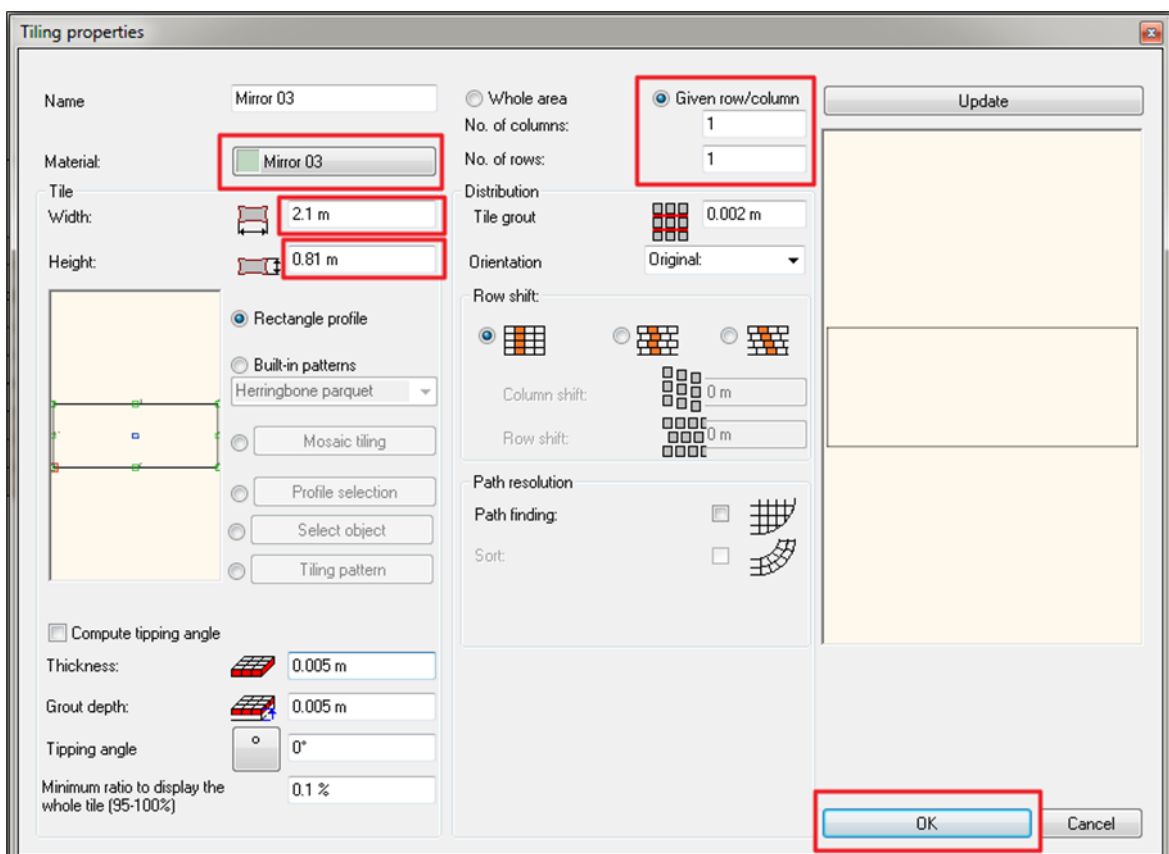 Tiling properties
Name
Mirror 03
Material:
Mirror 03
Tile
Width:
2.1 m
Height:
0.81 m
Rectangle profile
Built-in patterns
Herringbone parquet
Mosaic tiling
Profile selection
Select object
Tiling pattern
Compute tipping angle
Thickness:
0.005 m
Grout depth:
0.005 m
Tipping angle
0°
Minimum ratio to display the
whole tile (95-100%)
0.1 %
Whole area
Given row/column
No. of columns:
1
No. of rows:
1
Distribution
Tile grout
0.002 m
Orientation
Original:
Row shift:
Column shift:
0 m
Row shift:
0 m
Path resolution
Path finding:
Sort:
Update
OK
Cancel